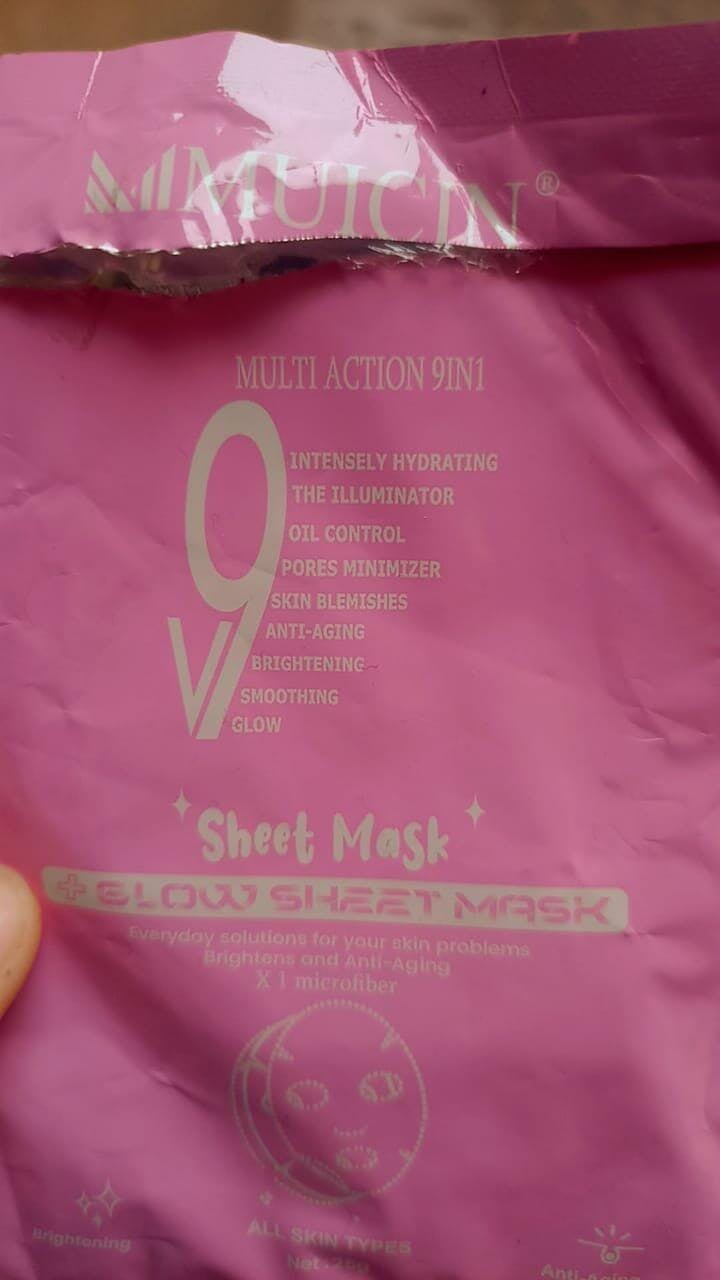 MUICIN®
MULTI ACTION 9IN1
9
INTENSELY HYDRATING
THE ILLUMINATOR
OIL CONTROL
PORES MINIMIZER
SKIN BLEMISHES
ANTI-AGING
BRIGHTENING
SMOOTHING
GLOW
V
Sheet Mask
+ GLOW SHEET MASK
Everyday solutions for your skin problems
Brightens and Anti-Aging
X 1 microfiber
Brightening
ALL SKIN TYPES
Net